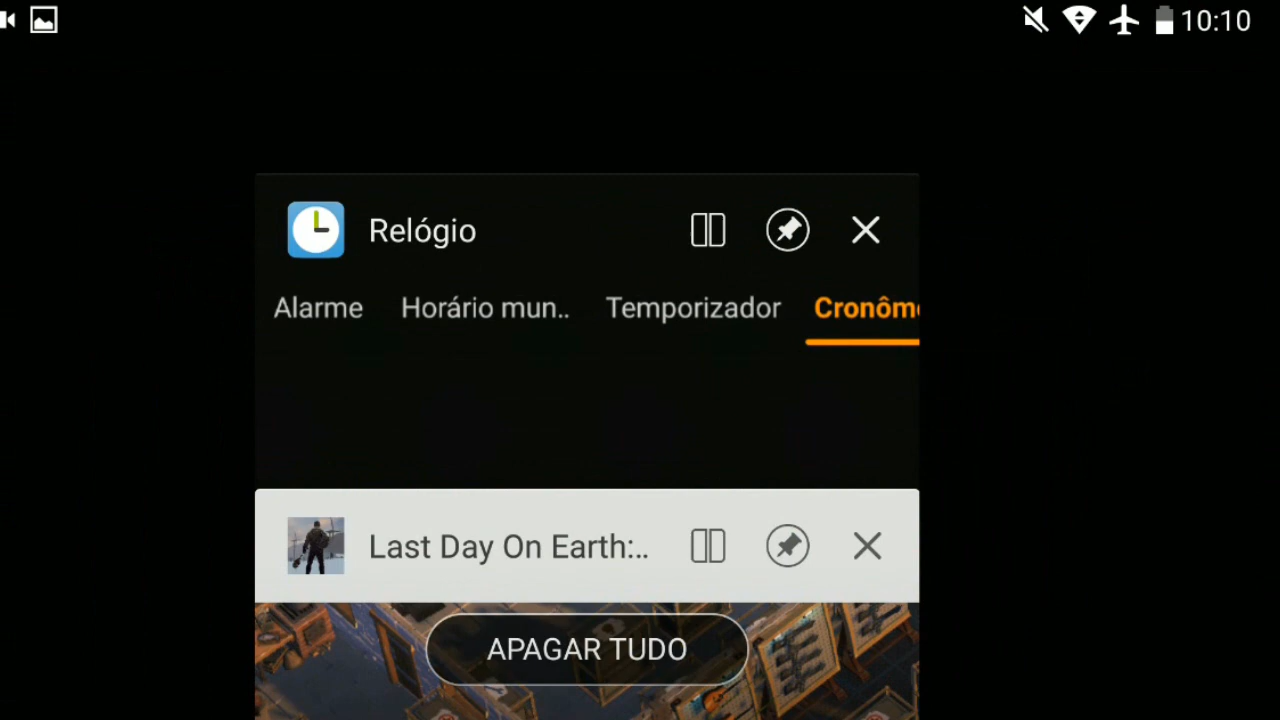 10:10
Relógio
Alarme Horário mun.. Temporizador Cronôm
Last Day On Earth:..
APAGAR TUDO